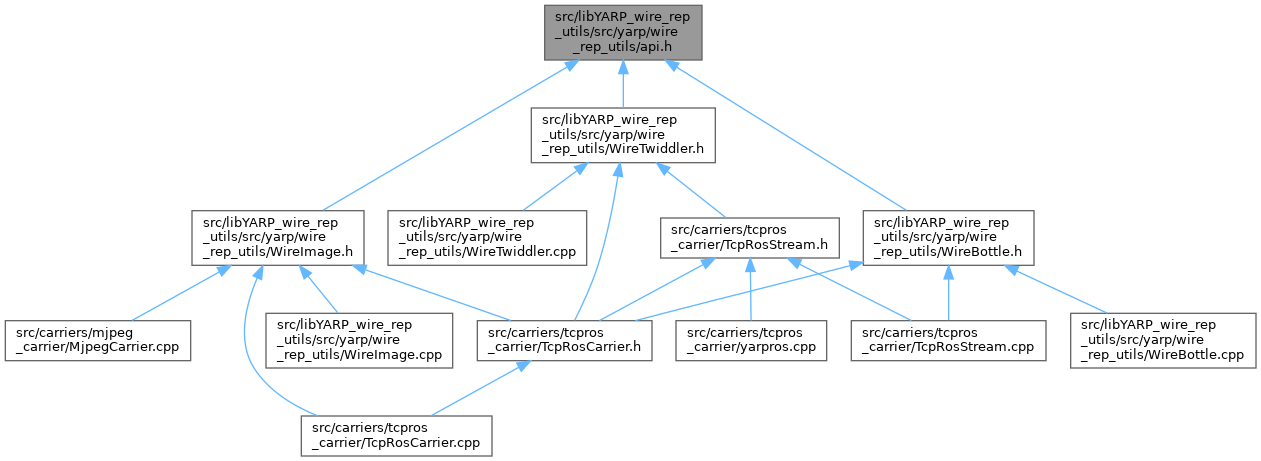 src/libYARP_wire_rep
_utils/src/yarp/wire
_rep_utils/api.h
src/libYARP_wire_rep
_utils/src/yarp/wire
_rep_utils/WireTwiddler.h
src/libYARP_wire_rep
_utils/src/yarp/wire
_rep_utils/WireImage.h
src/libYARP_wire_rep
_utils/src/yarp/wire
_rep_utils/WireTwiddler.cpp
src/carriers/tcpros
_carrier/TcpRosStream.h
src/libYARP_wire_rep
_utils/src/yarp/wire
_rep_utils/WireBottle.h
src/carriers/mjpeg
_carrier/MjpegCarrier.cpp
src/libYARP_wire_rep
_utils/src/yarp/wire
_rep_utils/WireImage.cpp
src/carriers/tcpros
_carrier/TcpRosCarrier.h
src/carriers/tcpros
_carrier/yarpros.cpp
src/carriers/tcpros
_carrier/TcpRosStream.cpp
src/libYARP_wire_rep
_utils/src/yarp/wire
_rep_utils/WireBottle.cpp
src/carriers/tcpros
_carrier/TcpRosCarrier.cpp